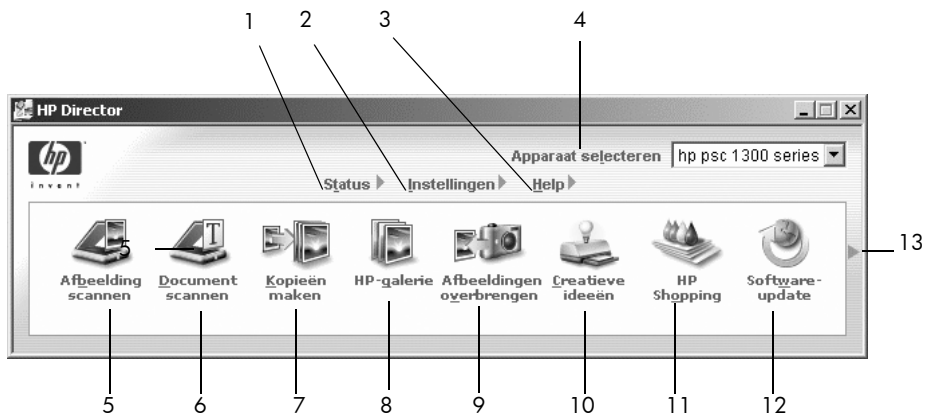 1 2 3 4
HP Director
hp
invent
Apparaat selecteren hp psc 1300 series
Status Instellingen Help
13
5
T
Afbeelding scannen
Document scannen
Kopieën maken
HP-galerie
Afbeeldingen overbrengen
Creatieve ideeën
HP Shopping
Software-update
5 6 7 8 9 10 11 12